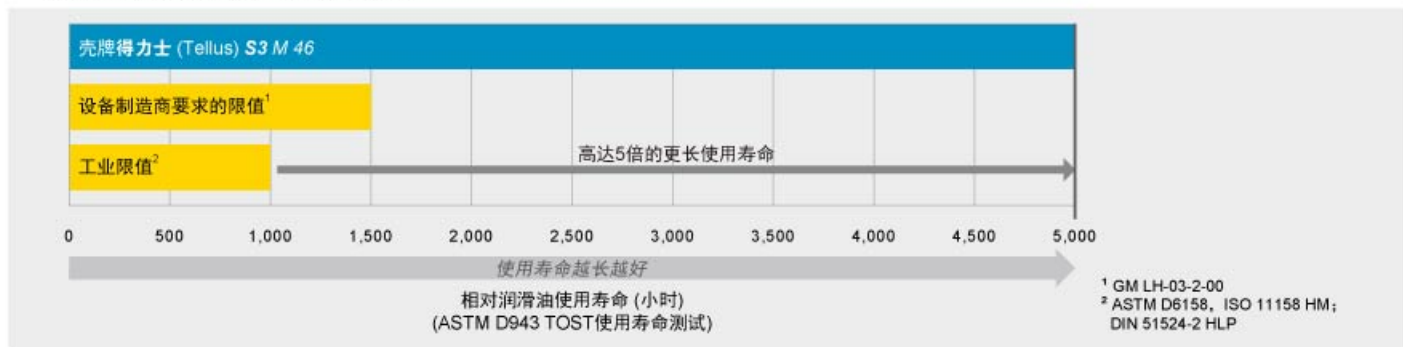 壳牌得力士 (Tellus) S3 M 46
设备制造商要求的限值¹
工业限值²
高达5倍的更长使用寿命
0 500 1,000 1,500 2,000 2,500 3,000 3,500 4,000 4,500 5,000
使用寿命越长越好
相对润滑油使用寿命 (小时)
(ASTM D943 TOST使用寿命测试)
¹ GM LH-03-2-00
² ASTM D6158，ISO 11158 HM；
DIN 51524-2 HLP